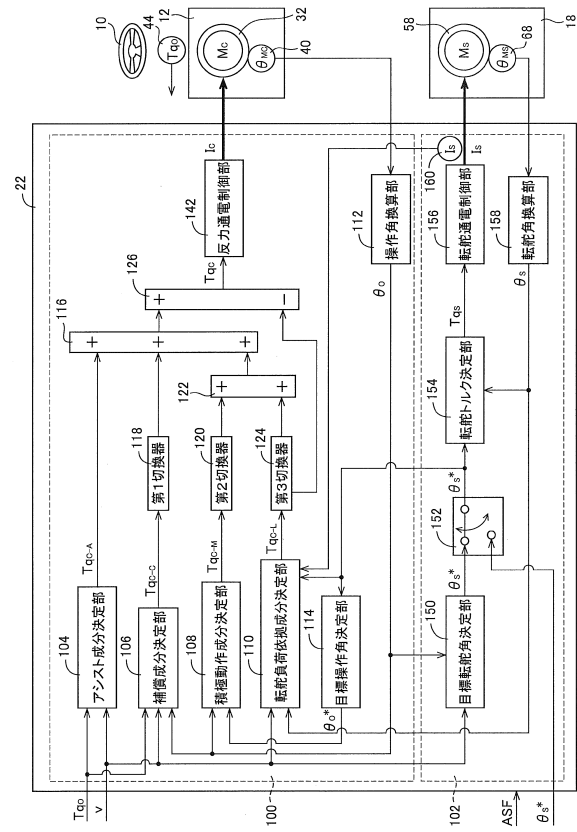 22
10
44
Tqo
12
32
Mc
θMC
40
58
Ms
θMS
68
18
Ic
反力通電制御部
142
Tqc
126
+
−
116
+
+
+
122
+
+
第1切換器
118
第2切換器
120
第3切換器
124
Tqc-A
Tqc-C
Tqc-M
Tqc-L
アシスト成分決定部
104
補償成分決定部
106
積極動作成分決定部
108
転舵負荷依拠成分決定部
110
目標操作角決定部
114
θo*
操作角換算部
112
θo
Is
160
Is
転舵通電制御部
156
転舵角換算部
158
θs
Tqs
転舵トルク決定部
154
θs*
152
θs*
目標転舵角決定部
150
100
102
Tqo
v
ASF
θs*